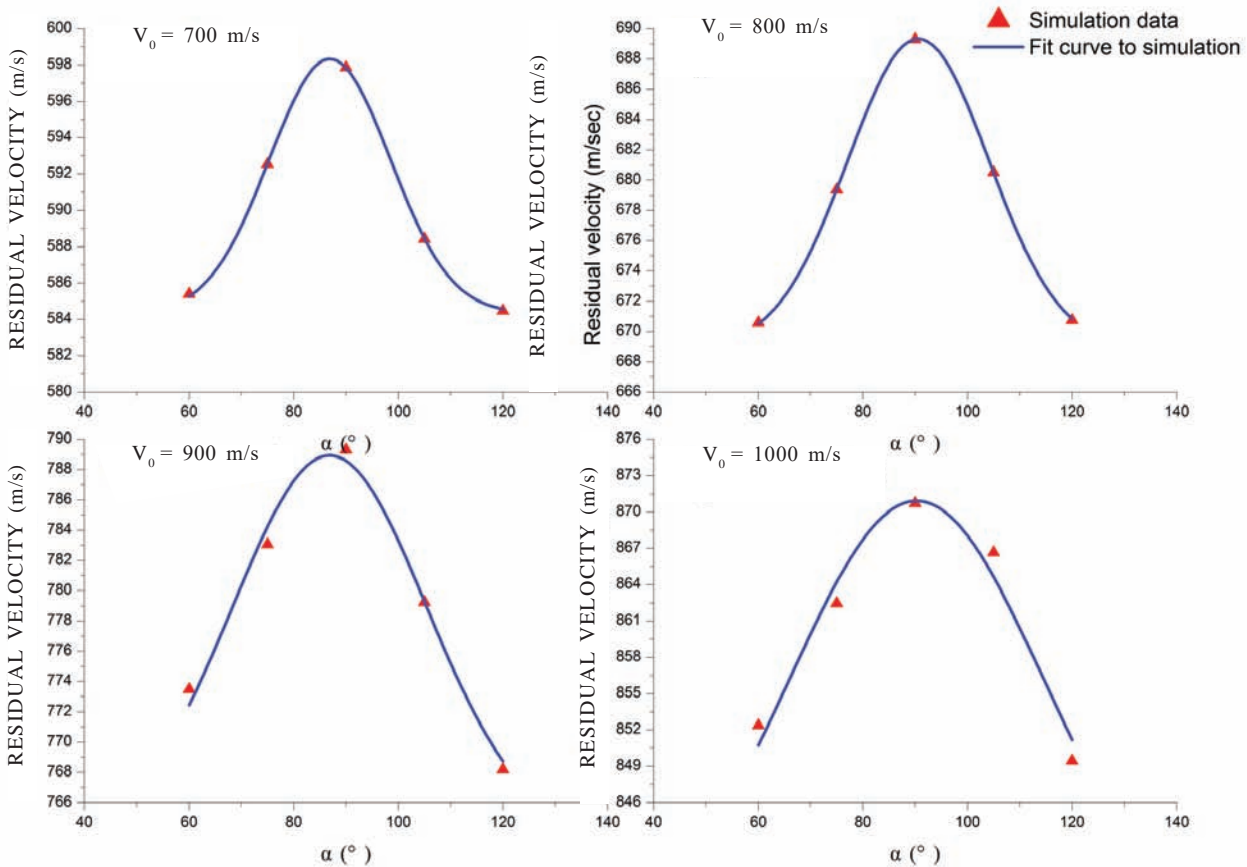 V0 = 700 m/s
RESIDUAL VELOCITY (m/s)
600
598
596
594
592
590
588
586
584
582
580
40 60 80 100 120 140
α (°)
V0 = 800 m/s
Simulation data
Fit curve to simulation
RESIDUAL VELOCITY (m/s)
Residual velocity (m/sec)
690
688
686
684
682
680
678
676
674
672
670
668
666
40 60 80 100 120 140
α (°)
V0 = 900 m/s
RESIDUAL VELOCITY (m/s)
790
788
786
784
782
780
778
776
774
772
770
768
766
40 60 80 100 120 140
α (°)
V0 = 1000 m/s
RESIDUAL VELOCITY (m/s)
876
873
870
867
864
861
858
855
852
849
846
40 60 80 100 120 140
α (°)